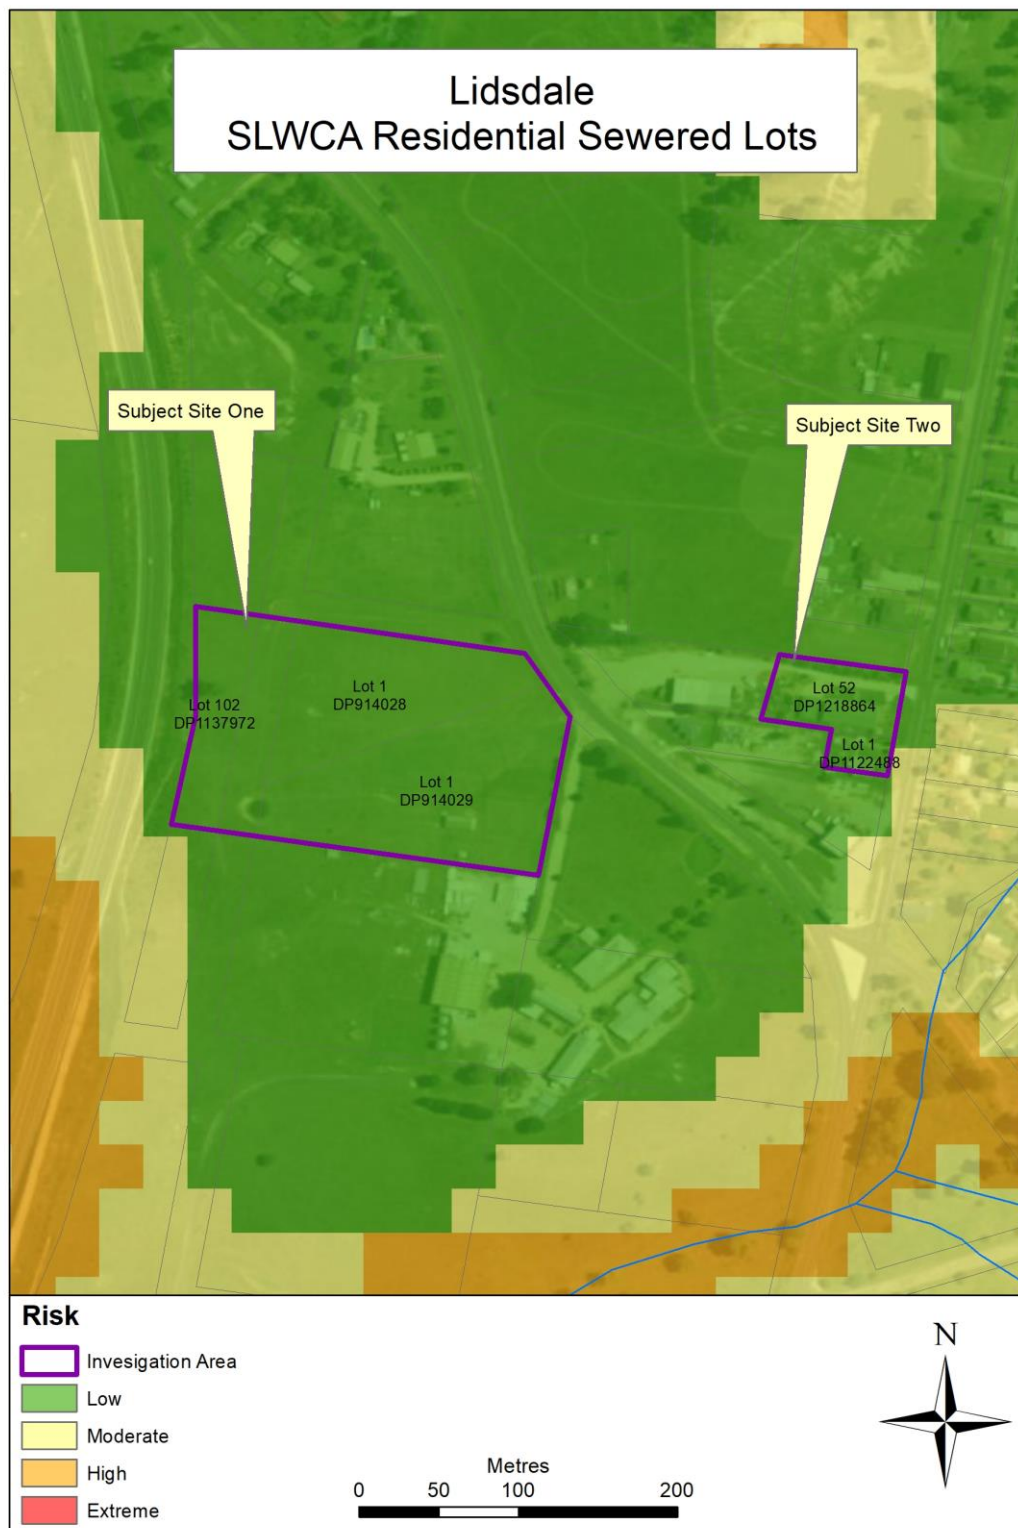 Lidsdale
SLWCA Residential Sewered Lots
Subject Site One
Subject Site Two
Lot 102
DP1137972
Lot 1
DP914028
Lot 1
DP914029
Lot 52
DP1218864
Lot 1
DP1122488
Risk
Invesigation Area
Low
Moderate
High
Extreme
Metres
0 50 100 200
N